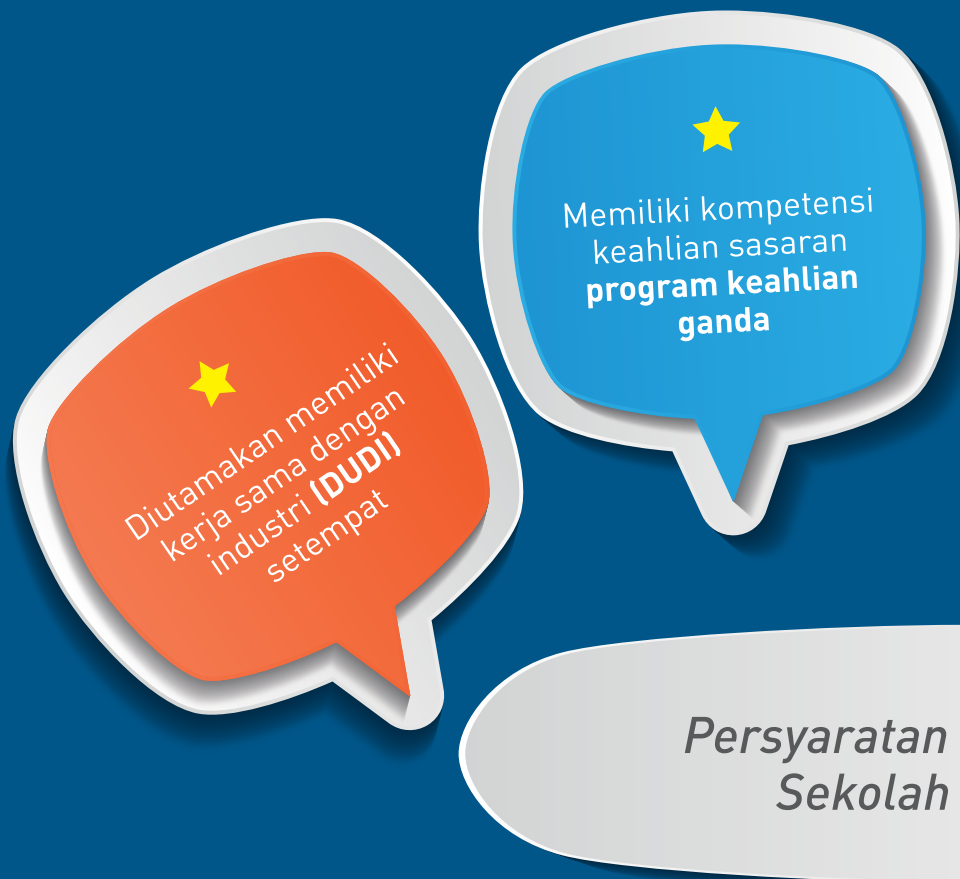 Memiliki kompetensi
keahlian sasaran
program keahlian
ganda
Diutamakan memiliki
kerja sama dengan
industri (DUDI)
setempat
Persyaratan
Sekolah